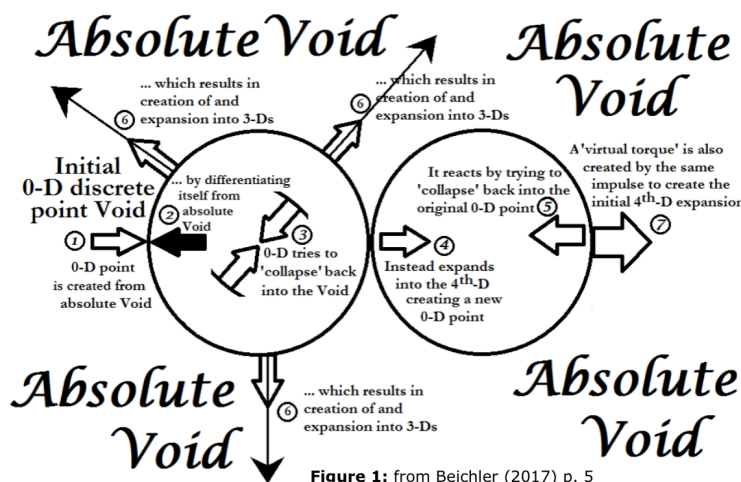 Absolute Void
Absolute
Void
... which results in
creation of and
6 expansion into 3-Ds
... which results in
6 creation of and
expansion into 3-Ds
Initial
0-D discrete
point Void
1
0-D point
is created from
absolute Void
... by differentiating
itself from
2 absolute
Void
3
0-D tries to
'collapse' back
into the Void
4
Instead expands
into the 4th-D
creating a new
0-D point
It reacts by trying to
'collapse' back into the
original 0-D point 5
A 'virtual torque' is also
created by the same
impulse to create the
initial 4th-D expansion
7
Absolute
Void
... which results in
6 creation of and
expansion into 3-Ds
Absolute
Void
Figure 1: from Beichler (2017) p. 5